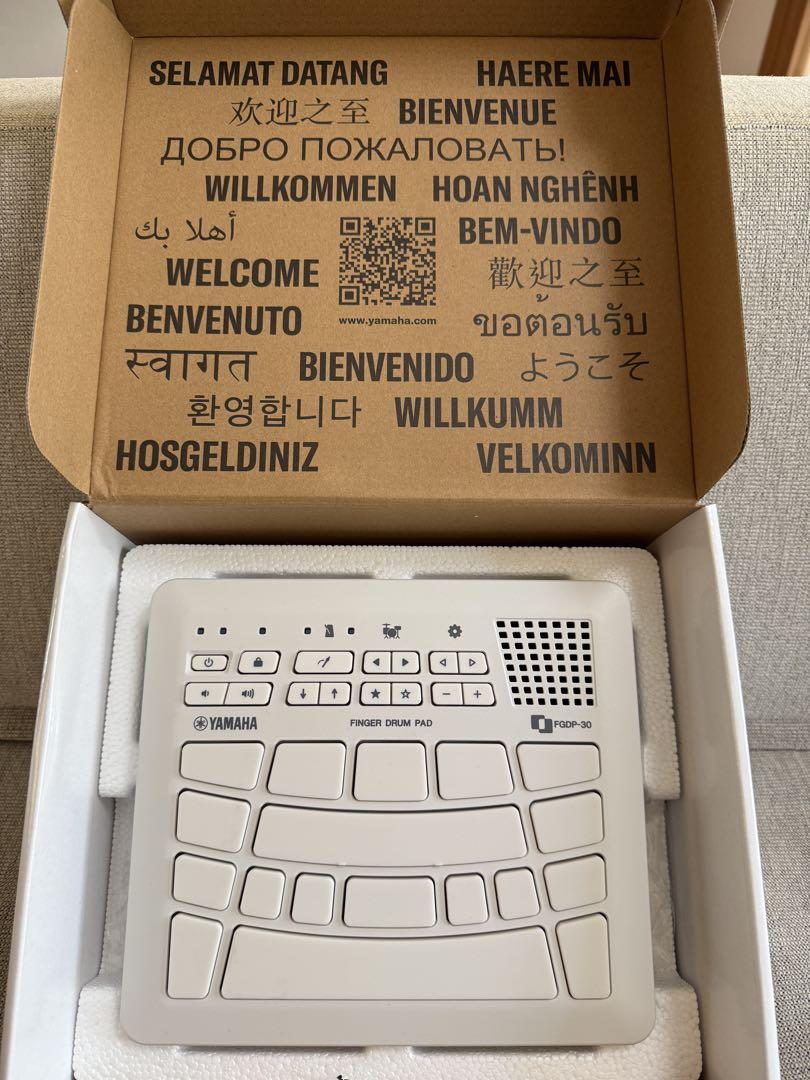 SELAMAT DATANG HAERE MAI
欢迎之至 BIENVENUE
ДОБРО ПОЖАЛОВАТЬ!
WILLKOMMEN HOAN NGHÊNH
أهلا بك BEM-VINDO
WELCOME 歡迎之至
www.yamaha.com
BENVENUTO ขอต้อนรับ
स्वागत BIENVENIDO ようこそ
환영합니다 WILLKUMM
HOSGELDINIZ VELKOMINN
YAMAHA FINGER DRUM PAD FGDP-30